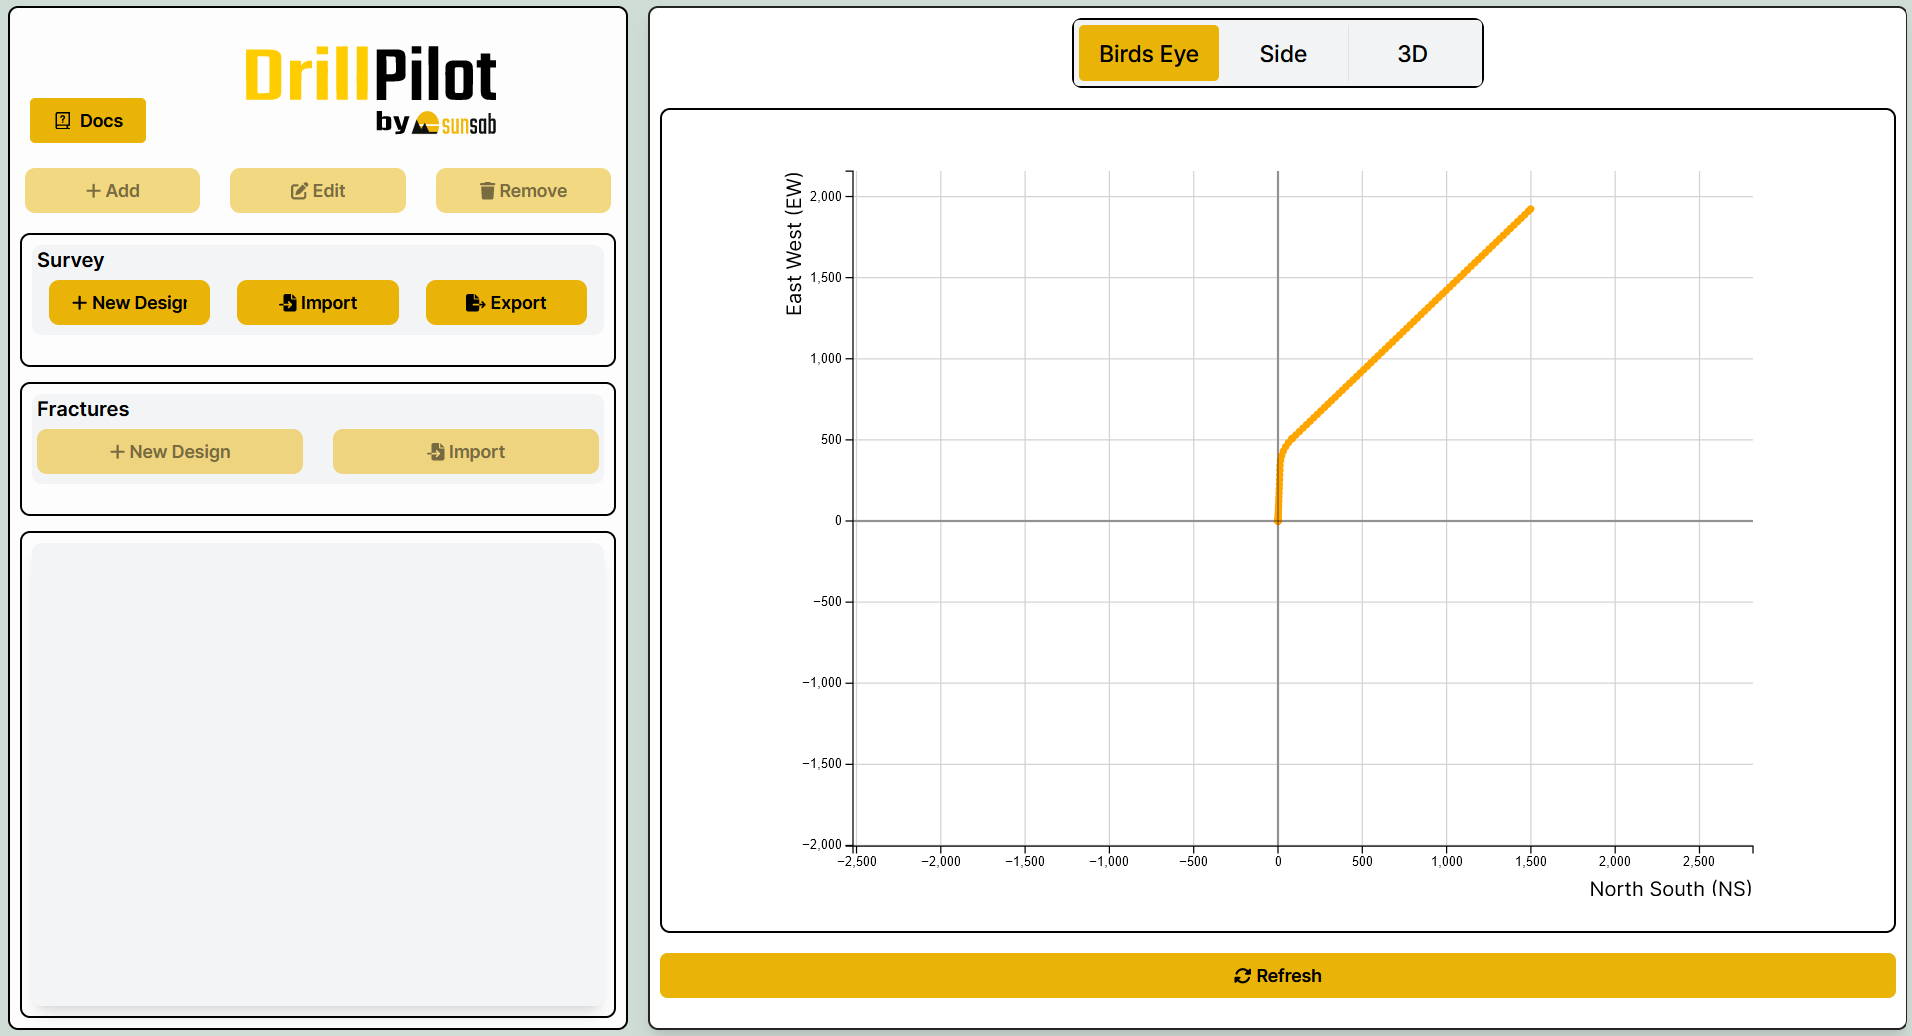 DrillPilot
by sunsab
Docs
Add
Edit
Remove
Survey
New Design
Import
Export
Fractures
New Design
Import
Birds Eye
Side
3D
East West (EW)
2,000
1,500
1,000
500
0
−500
−1,000
−1,500
−2,000
−2,500
−2,000
−1,500
−1,000
−500
0
500
1,000
1,500
2,000
2,500
North South (NS)
Refresh